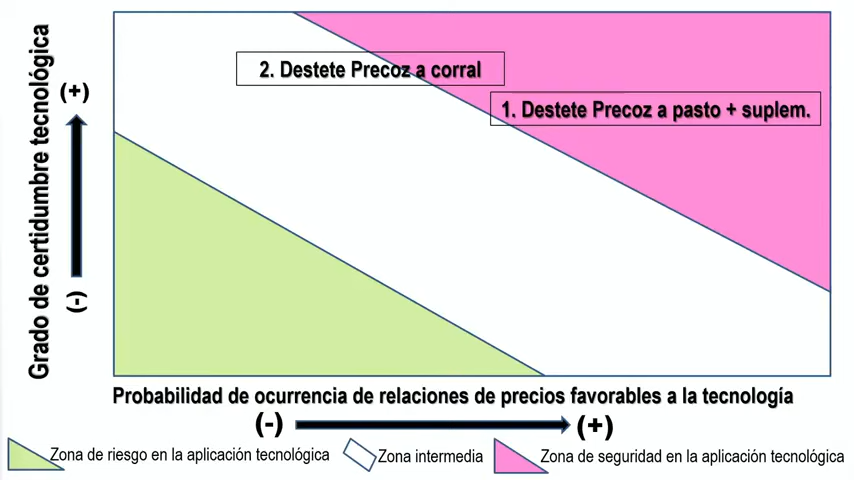 Grado de certidumbre tecnológica
(+)
(-)
2. Destete Precoz a corral
1. Destete Precoz a pasto + suplem.
Probabilidad de ocurrencia de relaciones de precios favorables a la tecnología
(-)
(+)
Zona de riesgo en la aplicación tecnológica
Zona intermedia
Zona de seguridad en la aplicación tecnológica